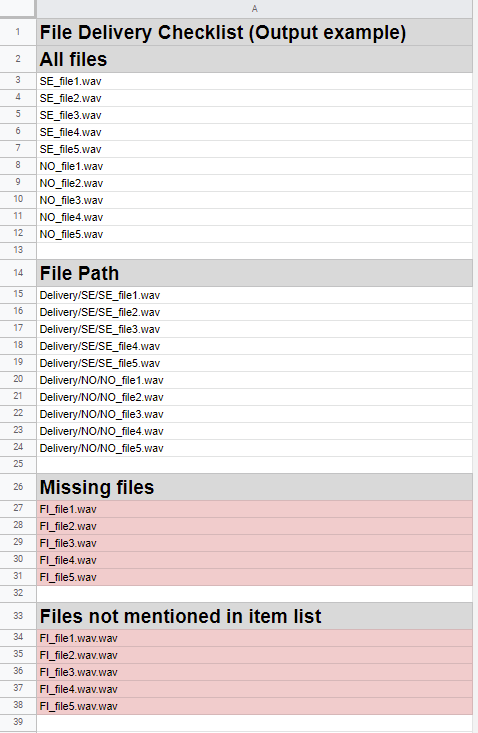 A
1 File Delivery Checklist (Output example)
2 All files
3 SE_file1.wav
4 SE_file2.wav
5 SE_file3.wav
6 SE_file4.wav
7 SE_file5.wav
8 NO_file1.wav
9 NO_file2.wav
10 NO_file3.wav
11 NO_file4.wav
12 NO_file5.wav
13
14 File Path
15 Delivery/SE/SE_file1.wav
16 Delivery/SE/SE_file2.wav
17 Delivery/SE/SE_file3.wav
18 Delivery/SE/SE_file4.wav
19 Delivery/SE/SE_file5.wav
20 Delivery/NO/NO_file1.wav
21 Delivery/NO/NO_file2.wav
22 Delivery/NO/NO_file3.wav
23 Delivery/NO/NO_file4.wav
24 Delivery/NO/NO_file5.wav
25
26 Missing files
27 FI_file1.wav
28 FI_file2.wav
29 FI_file3.wav
30 FI_file4.wav
31 FI_file5.wav
32
33 Files not mentioned in item list
34 FI_file1.wav.wav
35 FI_file2.wav.wav
36 FI_file3.wav.wav
37 FI_file4.wav.wav
38 FI_file5.wav.wav
39